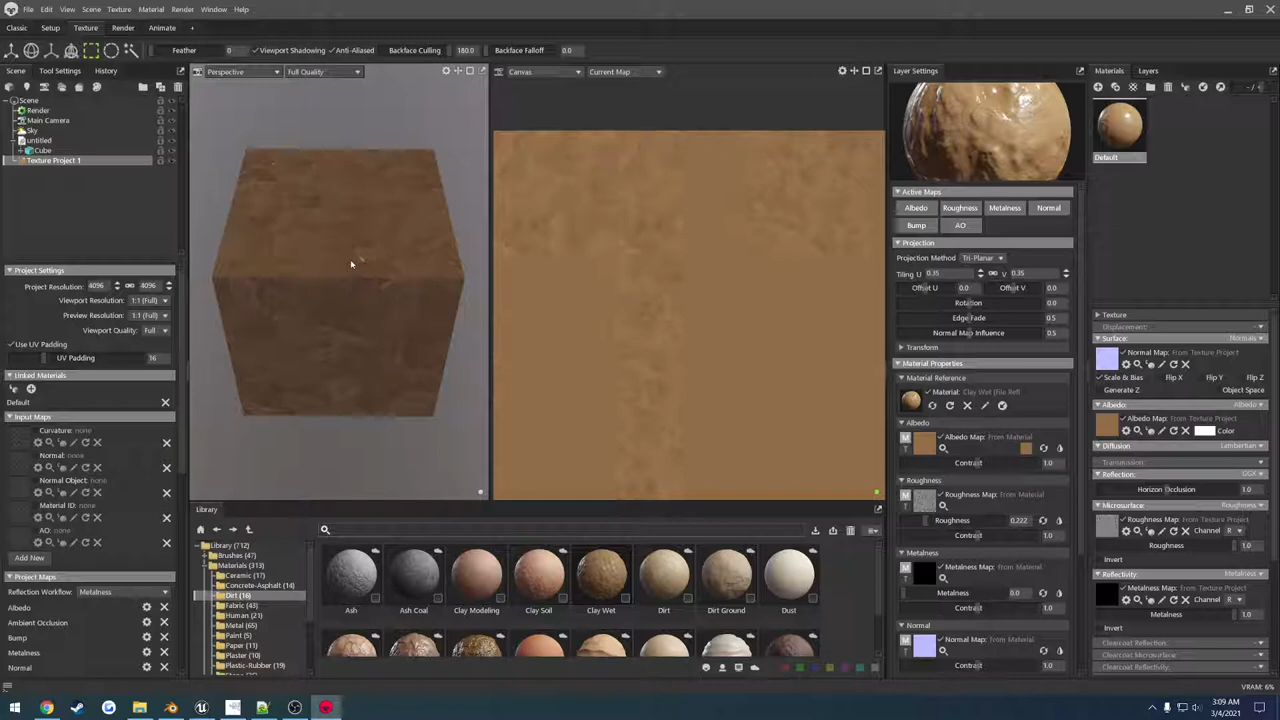 File Edit View Scene Texture Material Render Window Help
Classic Setup Texture Render Animate +
Feather 0 Viewport Shadowing Anti-Aliased Backface Culling 180.0 Backface Falloff 0.0
Scene Tool Settings History
Scene
Render
Main Camera
Sky
untitled
Cube
Texture Project 1
Project Settings
Project Resolution: 4096 4096
Viewport Resolution: 1:1 (Full)
Preview Resolution: 1:1 (Full)
Viewport Quality: Full
Use UV Padding
UV Padding 16
Linked Materials
Default
Input Maps
Curvature: none
Normal: none
Normal Object: none
Material ID: none
AO: none
Add New
Project Maps
Reflection Workflow: Metalness
Albedo
Ambient Occlusion
Bump
Metalness
Normal
Perspective Full Quality
Canvas Current Map
Library
Library (712)
Brushes (47)
Materials (313)
Ceramic (17)
Concrete-Asphalt (14)
Dirt (16)
Fabric (43)
Human (21)
Metal (65)
Paint (5)
Paper (11)
Plaster (10)
Plastic-Rubber (19)
Ash Ash Coal Clay Modeling Clay Soil Clay Wet Dirt Dirt Ground Dust
Layer Settings
Active Maps
Albedo Roughness Metalness Normal
Bump AO
Projection
Projection Method Tri-Planar
Tiling U 0.35 V 0.35
Offset U 0.0 Offset V 0.0
Rotation 0.0
Edge Fade 0.5
Normal Map Influence 0.5
Transform
Material Properties
Material Reference
Material: Clay Wet (File Ref)
Albedo
M Albedo Map: From Material
T
Contrast 1.0
Roughness
M Roughness Map: From Material
T
Roughness 0.222
Contrast 1.0
Metalness
M Metalness Map: from Material
T
Metalness 0.0
Contrast 1.0
Normal
M Normal Map: From Material
T
Contrast 1.0
Materials Layers
- / -
Default
Texture
Displacement:
Surface: Normals
Normal Map: From Texture Project
Scale & Bias Flip X Flip Y Flip Z
Generate Z Object Space
Albedo: Albedo
Albedo Map: From Texture Project
Color
Diffusion Lambertian
Transmission:
Reflection: GGX
Horizon Occlusion 1.0
Microsurface: Roughness
Roughness Map: From Texture Project
Channel R
Roughness 1.0
Invert
Reflectivity: Metalness
Metalness Map: From Texture Project
Channel R
Metalness 1.0
Invert
Clearcoat Reflection:
Clearcoat Microsurface:
Clearcoat Reflectivity:
VRAM: 6%
3:09 AM
3/4/2021